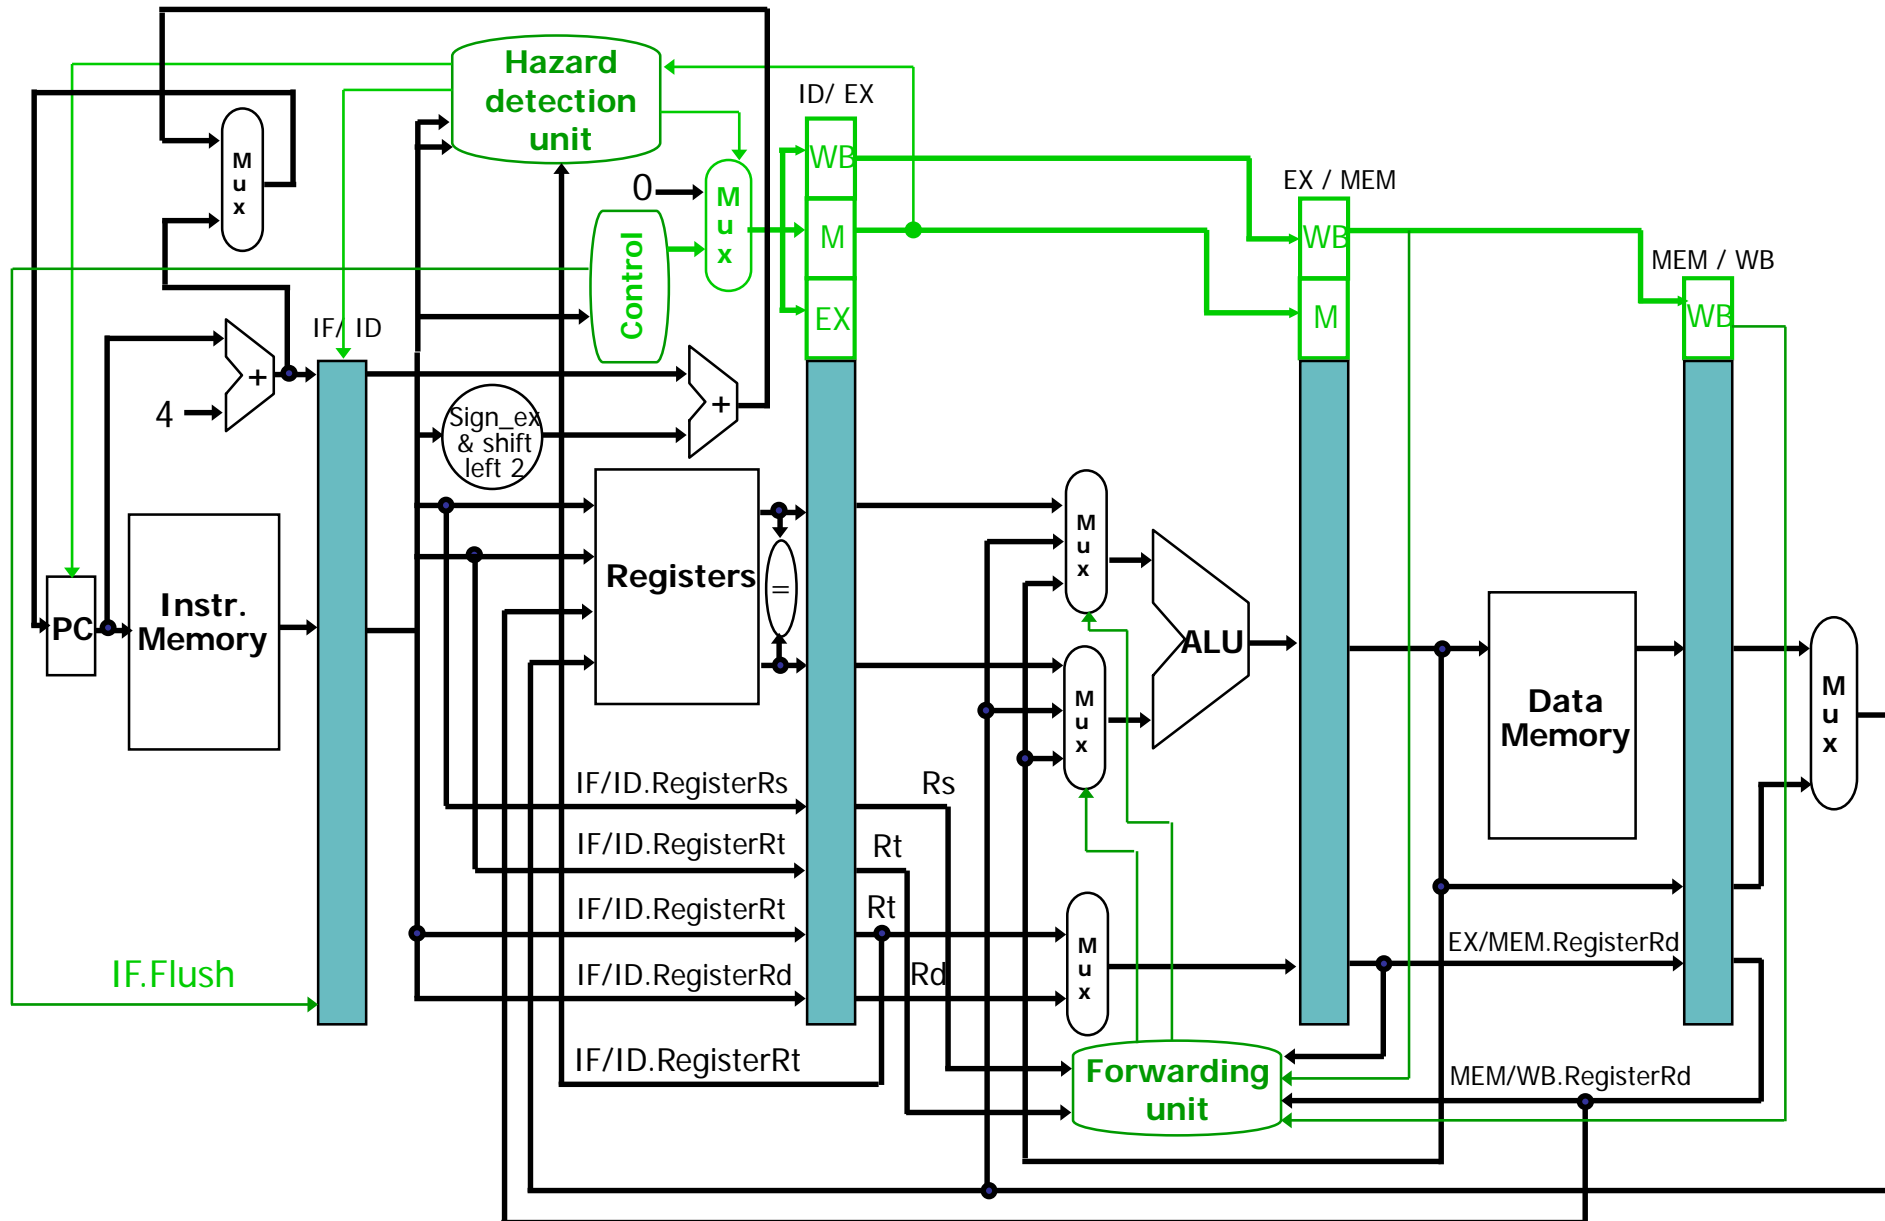 Hazard
detection
unit
ID/ EX
M
u
x
WB
0
M
u
x
EX / MEM
Control
M
WB
MEM / WB
IF/ ID
EX
M
WB
+
4
Sign_ex
& shift
left 2
+
M
u
x
Registers
=
PC
Instr.
Memory
ALU
M
u
x
Data
Memory
M
u
x
IF/ID.RegisterRs
Rs
IF/ID.RegisterRt
Rt
IF/ID.RegisterRt
Rt
M
u
x
EX/MEM.RegisterRd
IF.Flush
IF/ID.RegisterRd
Rd
IF/ID.RegisterRt
Forwarding
unit
MEM/WB.RegisterRd